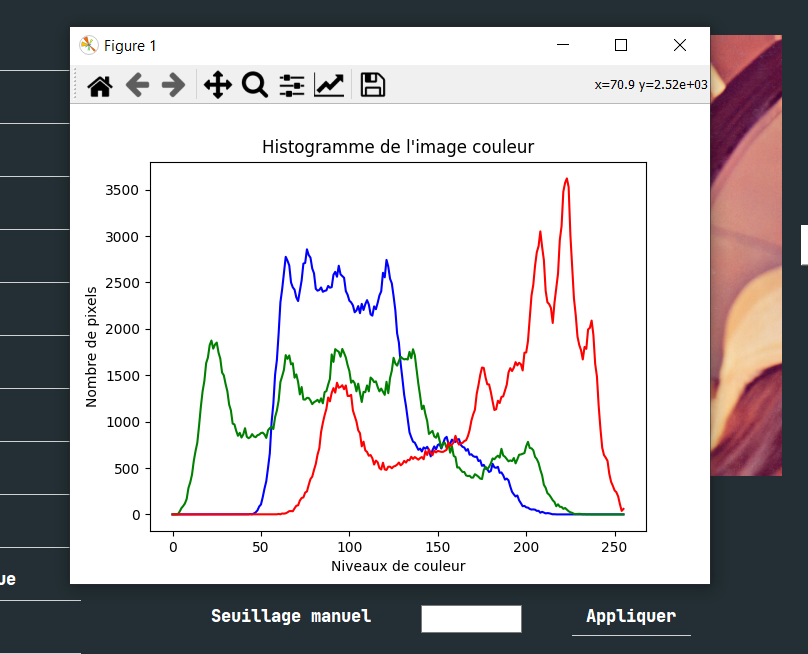 Figure 1
x=70.9 y=2.52e+03
Histogramme de l'image couleur
3500
3000
2500
2000
1500
1000
500
0
Nombre de pixels
0 50 100 150 200 250
Niveaux de couleur
ue
Seuillage manuel Appliquer